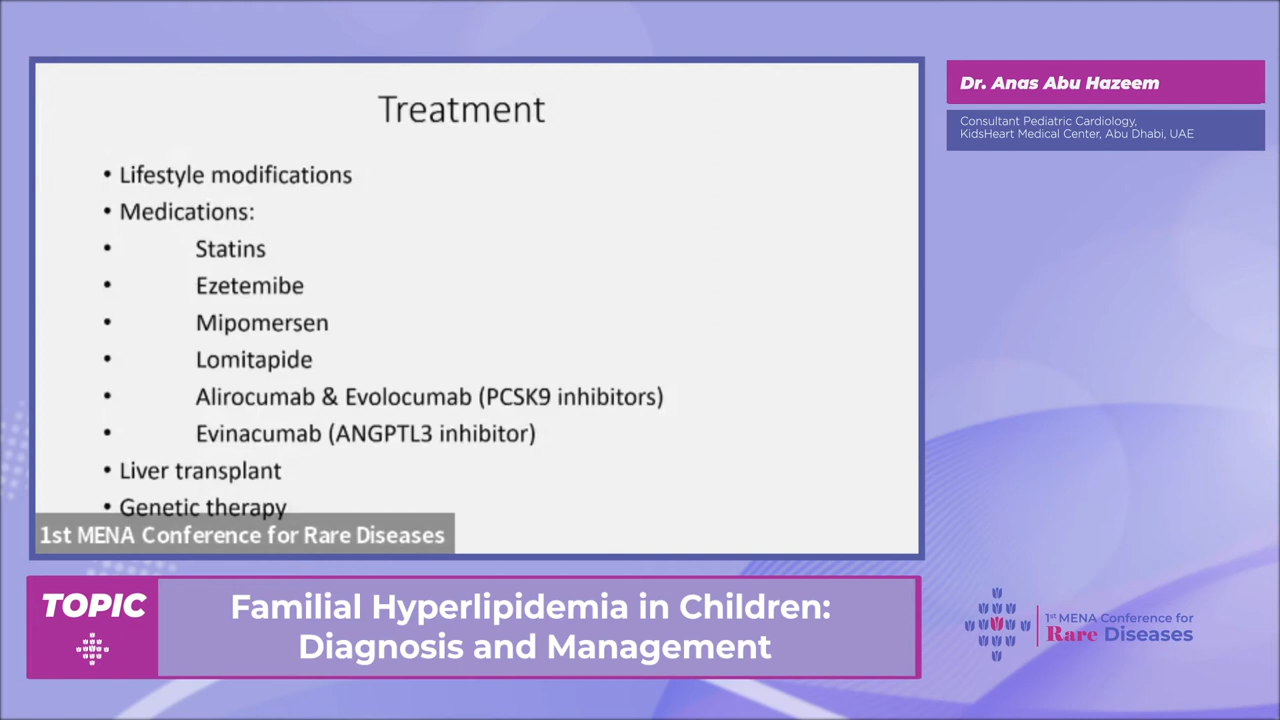 Treatment
• Lifestyle modifications
• Medications:
• Statins
• Ezetemibe
• Mipomersen
• Lomitapide
• Alirocumab & Evolocumab (PCSK9 inhibitors)
• Evinacumab (ANGPTL3 inhibitor)
• Liver transplant
• Genetic therapy
1st MENA Conference for Rare Diseases
Dr. Anas Abu Hazeem
Consultant Pediatric Cardiology,
KidsHeart Medical Center, Abu Dhabi, UAE
TOPIC
Familial Hyperlipidemia in Children:
Diagnosis and Management
1st MENA Conference for
Rare Diseases